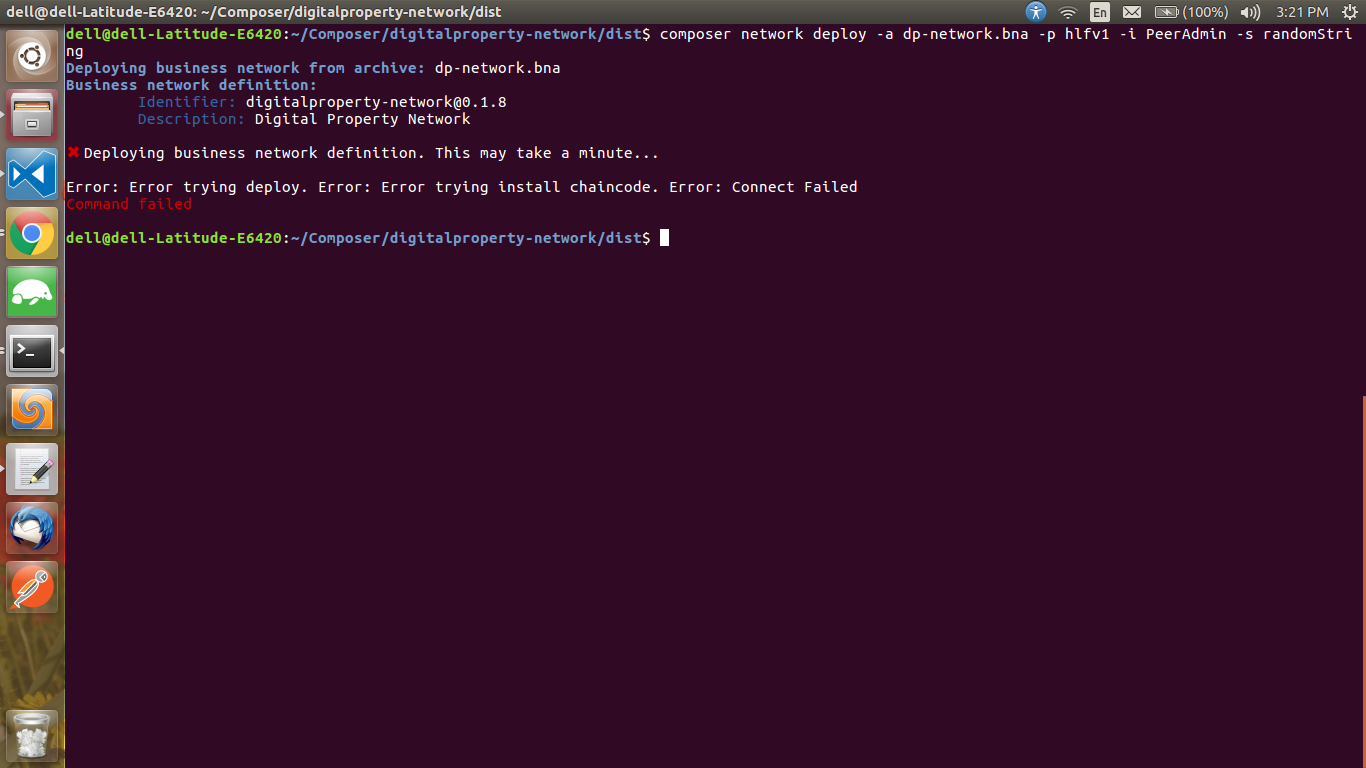 dell@dell-Latitude-E6420: ~/Composer/digitalproperty-network/dist En (100%) 3:21 PM
dell@dell-Latitude-E6420:~/Composer/digitalproperty-network/dist$ composer network deploy -a dp-network.bna -p hlfv1 -i PeerAdmin -s randomStri
ng
Deploying business network from archive: dp-network.bna
Business network definition:
Identifier: digitalproperty-network@0.1.8
Description: Digital Property Network
✖ Deploying business network definition. This may take a minute...
Error: Error trying deploy. Error: Error trying install chaincode. Error: Connect Failed
Command failed
dell@dell-Latitude-E6420:~/Composer/digitalproperty-network/dist$